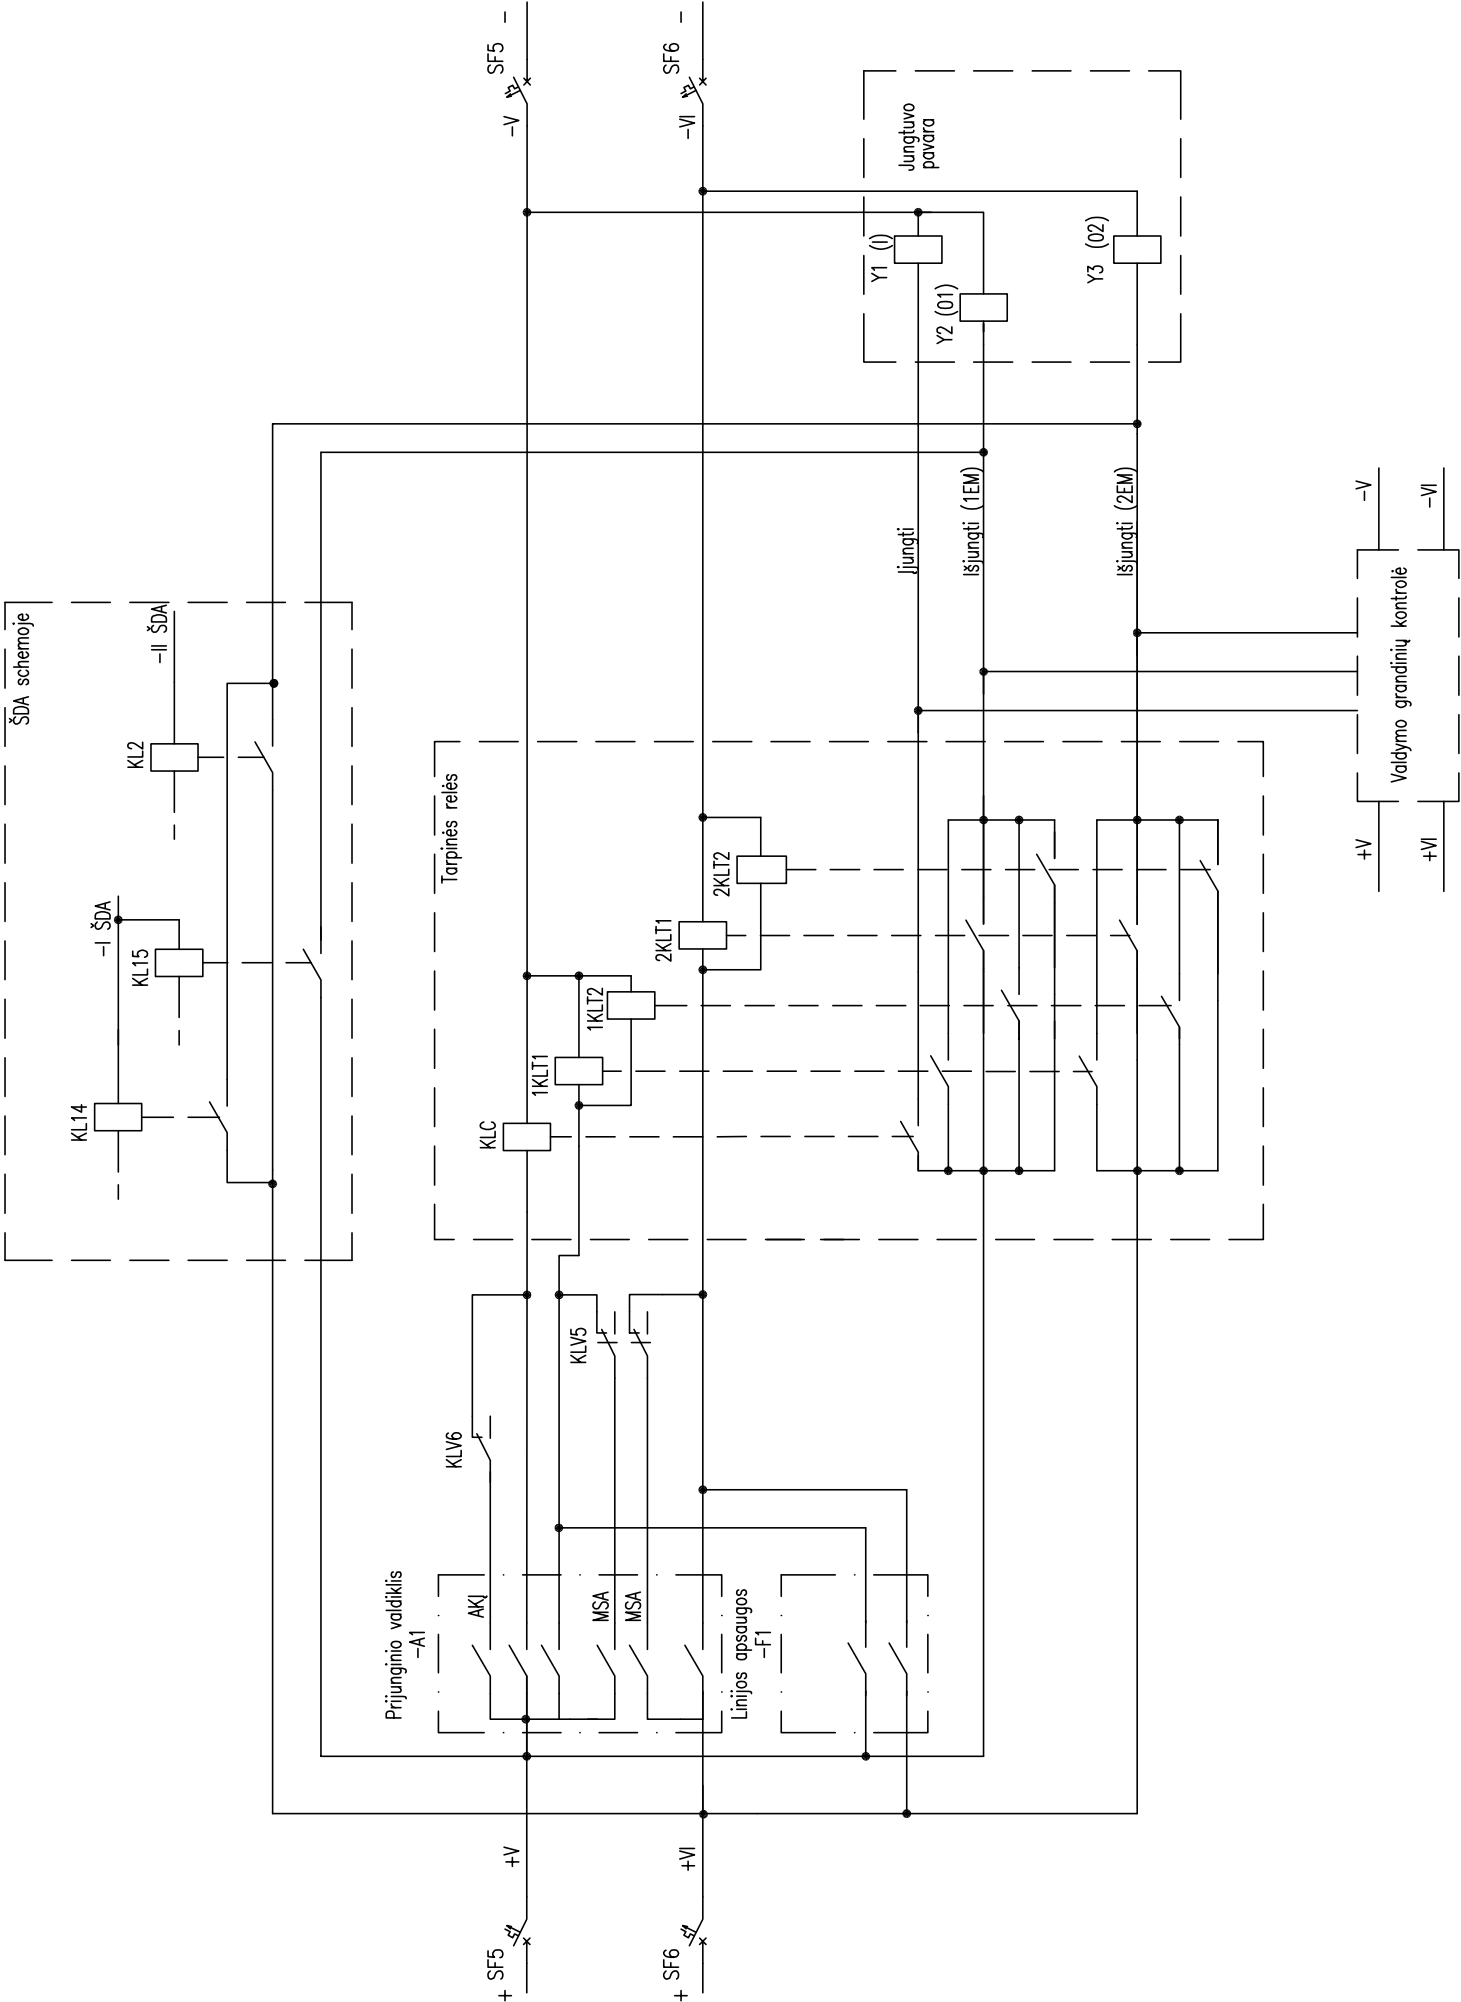 ŠDA schemoje
KL14
KL15
-I ŠDA
KL2
-II ŠDA
+ SF5
+V
+ SF6
+VI
Prijunginio valdiklis
-A1
AKĮ
MSA
MSA
Linijos apsaugos
-F1
KLV6
KLV5
Tarpinės relės
KLC
1KLT1
1KLT2
2KLT1
2KLT2
Įjungti
Išjungti (1EM)
Išjungti (2EM)
-V
SF5 -
-VI
SF6 -
Jungtuvo
pavara
Y1 (I)
Y2 (O1)
Y3 (O2)
+V
+VI
Valdymo grandinių kontrolė
-V
-VI